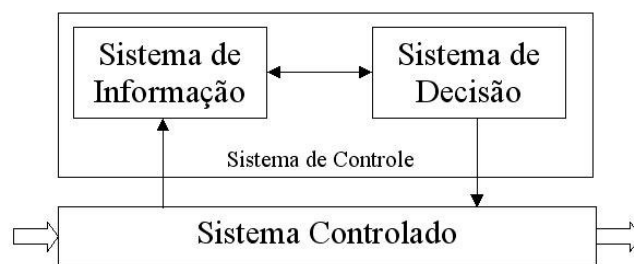 Sistema de
Informação
Sistema de
Decisão
Sistema de Controle
Sistema Controlado